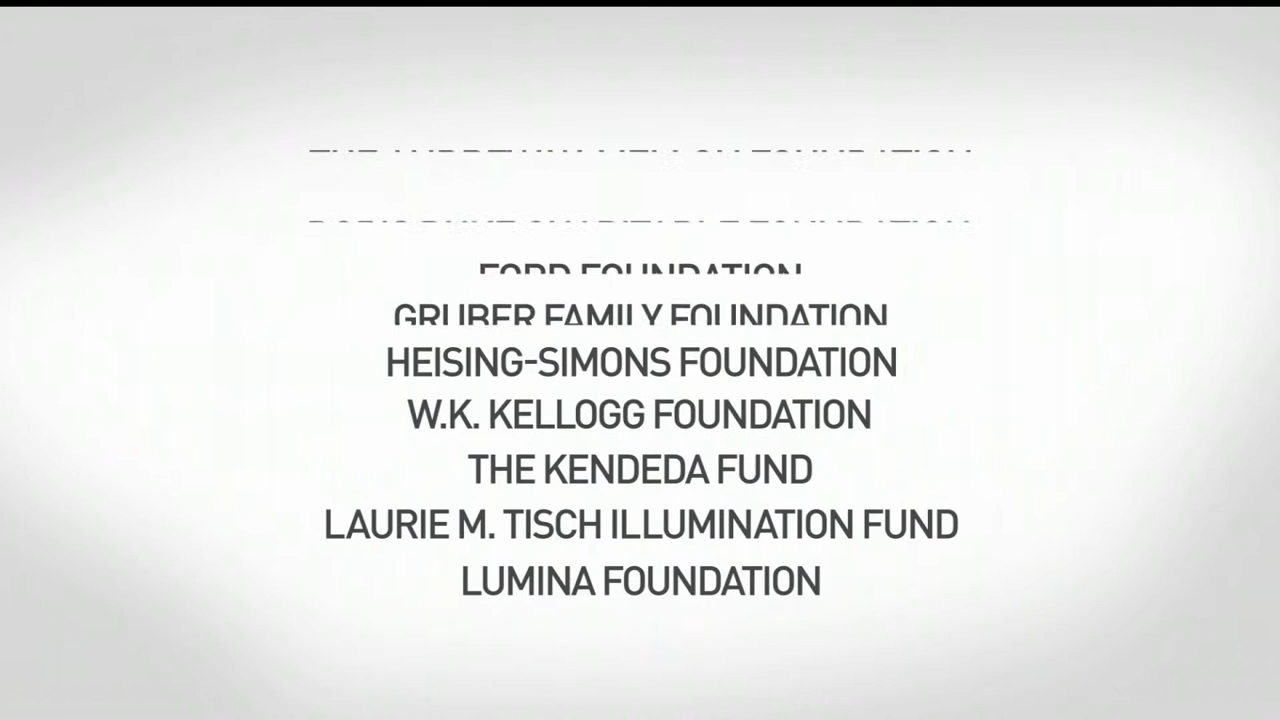 FORD FOUNDATION
GRUBER FAMILY FOUNDATION
HEISING-SIMONS FOUNDATION
W.K. KELLOGG FOUNDATION
THE KENDEDA FUND
LAURIE M. TISCH ILLUMINATION FUND
LUMINA FOUNDATION